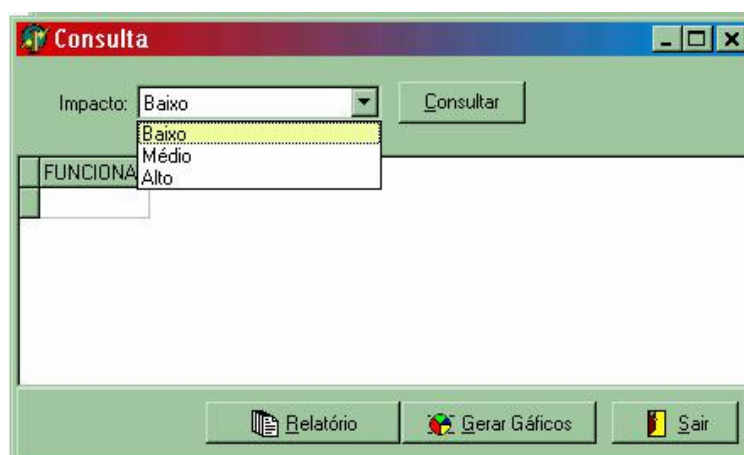 Consulta
Impacto: Baixo Consultar
Baixo
Médio
Alto
FUNCIONA
Relatório Gerar Gáficos Sair